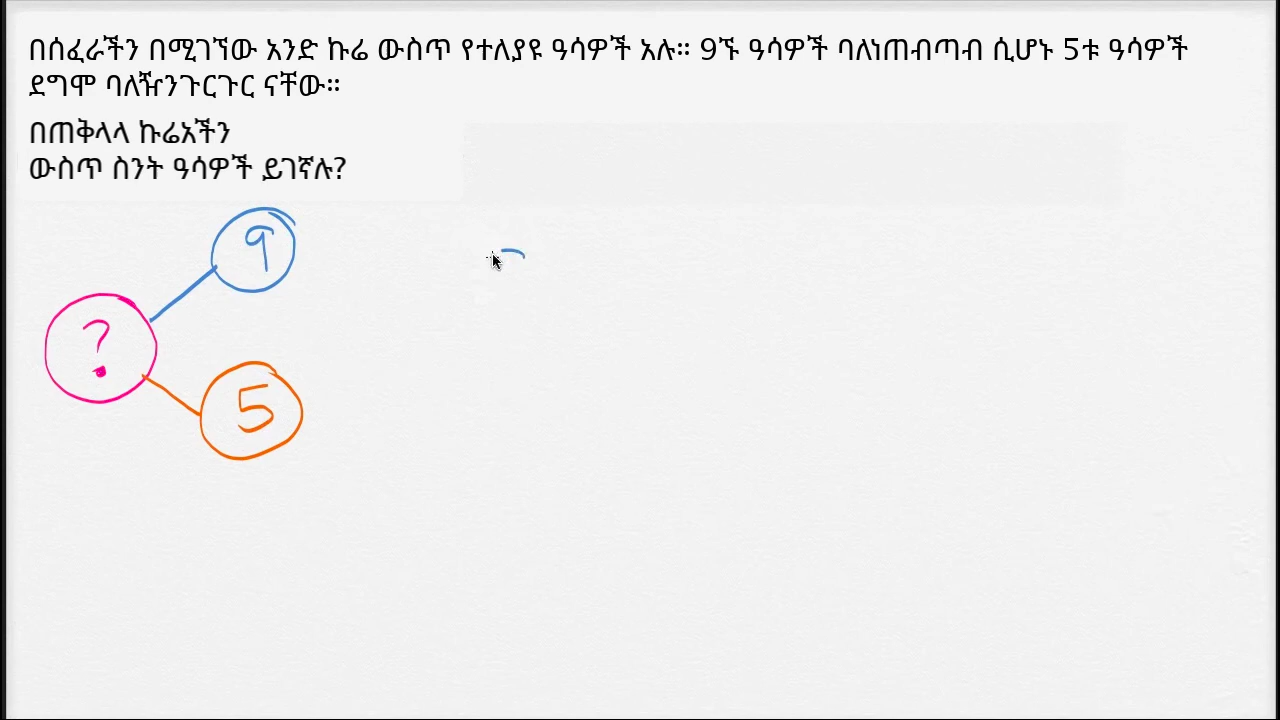 በሰፈራችን በሚገኘው አንድ ኩሬ ውስጥ የተለያዩ ዓሳዎች አሉ። 9ኙ ዓሳዎች ባለነጠብጣብ ሲሆኑ 5ቱ ዓሳዎች
ደግሞ ባለዥንጉርጉር ናቸው።
በጠቅላላ ኩሬአችን
ውስጥ ስንት ዓሳዎች ይገኛሉ?
9
?
5